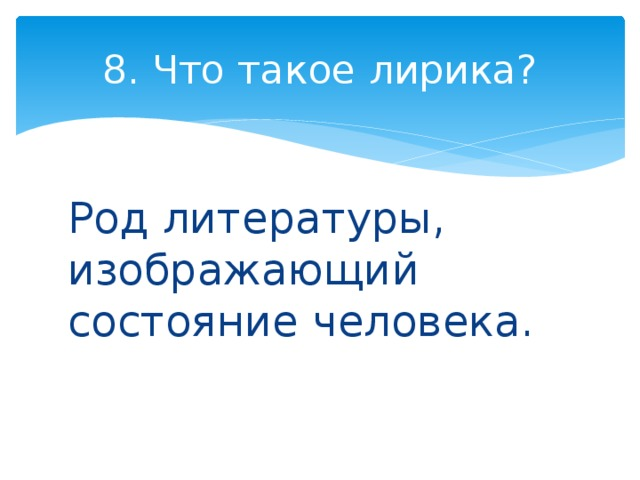 8. Что такое лирика?
Род литературы,
изображающий
состояние человека.